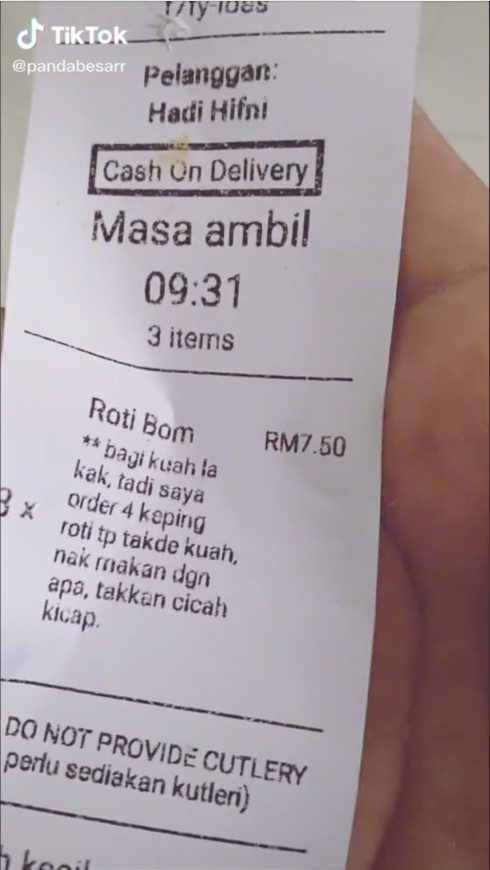 TikTok
@pandabesarr
Pelanggan:
Hadi Hifni
Cash On Delivery
Masa ambil
09:31
3 items
Roti Bom RM7.50
** bagi kuah la
kak, tadi saya
3 x order 4 keping
roti tp takde kuah,
nak makan dgn
apa, takkan cicah
kicap.
DO NOT PROVIDE CUTLERY
perlu sediakan kutleri)
kecil